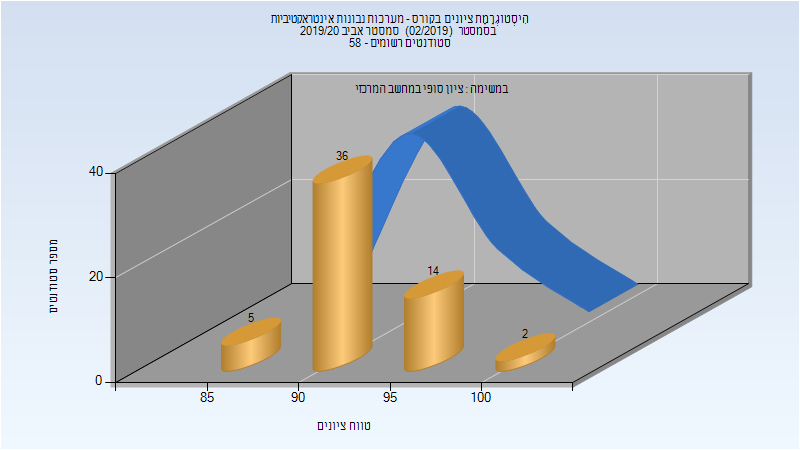 היסטוגרמת ציונים בקורס - מערכות נבונות אינטראקטיביות
בסמסטר (02/2019) סמסטר אביב 2019/20
סטודנטים רשומים - 58
במשימה : ציון סופי במחשב המרכזי
מספר סטודנטים
40
20
0
5
36
14
2
85
90
95
100
טווח ציונים